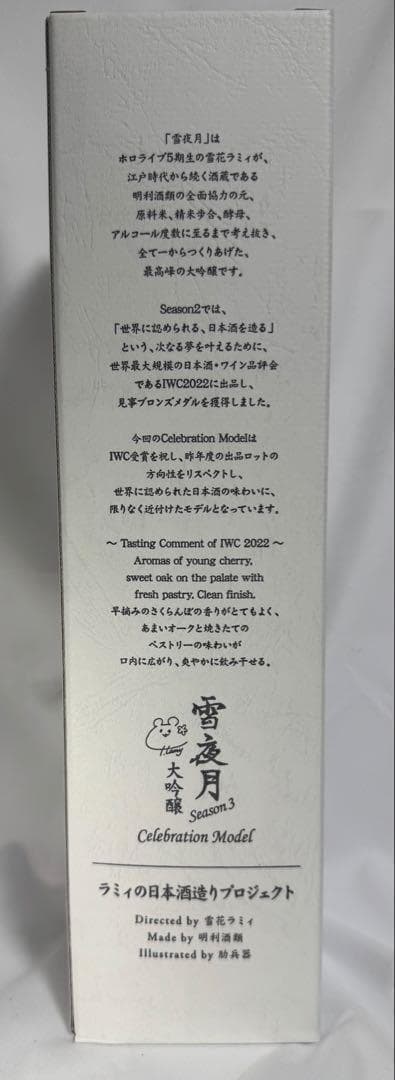 「雪夜月」は
ホロライブ5期生の雪花ラミィが、
江戸時代から続く酒蔵である
明利酒類の全面協力の元、
原料米、精米歩合、酵母、
アルコール度数に至るまで考え抜き、
全て一からつくりあげた、
最高峰の大吟醸です。
Season2では、
「世界に認められる、日本酒を造る」
という、次なる夢を叶えるために、
世界最大規模の日本酒・ワイン品評会
であるIWC2022に出品し、
見事ブロンズメダルを獲得しました。
今回のCelebration Modelは
IWC受賞を祝し、昨年度の出品ロットの
方向性をリスペクトし、
世界に認められた日本酒の味わいに、
限りなく近付けたモデルとなっています。
～ Tasting Comment of IWC 2022 ～
Aromas of young cherry,
sweet oak on the palate with
fresh pastry. Clean finish.
早摘みのさくらんぼの香りがとてもよく、
あまいオークと焼きたての
ペストリーの味わいが
口内に広がり、爽やかに飲み干せる。
雪夜月
大吟醸
Season3
Celebration Model
ラミィの日本酒造りプロジェクト
Directed by 雪花ラミィ
Made by 明利酒類
Illustrated by 肋兵器